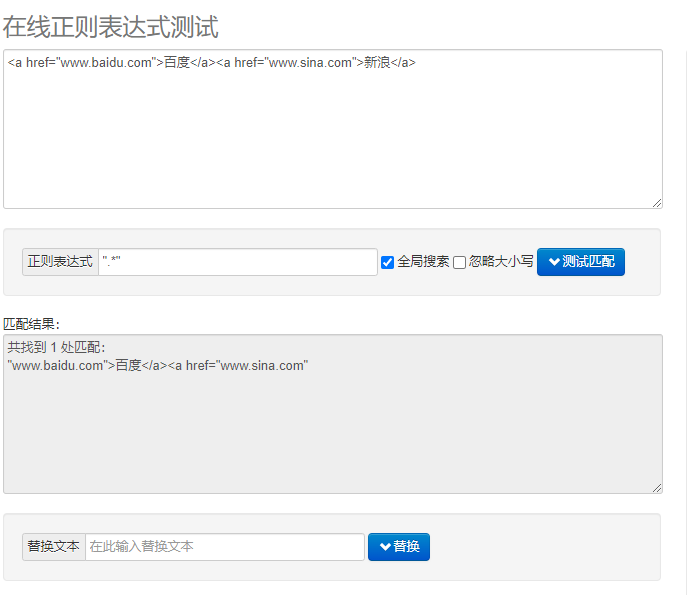 在线正则表达式测试
<a href="www.baidu.com">百度</a><a href="www.sina.com">新浪</a>
正则表达式 ".*" 全局搜索 忽略大小写 测试匹配
匹配结果：
共找到 1 处匹配：
"www.baidu.com">百度</a><a href="www.sina.com"
替换文本 在此输入替换文本 替换